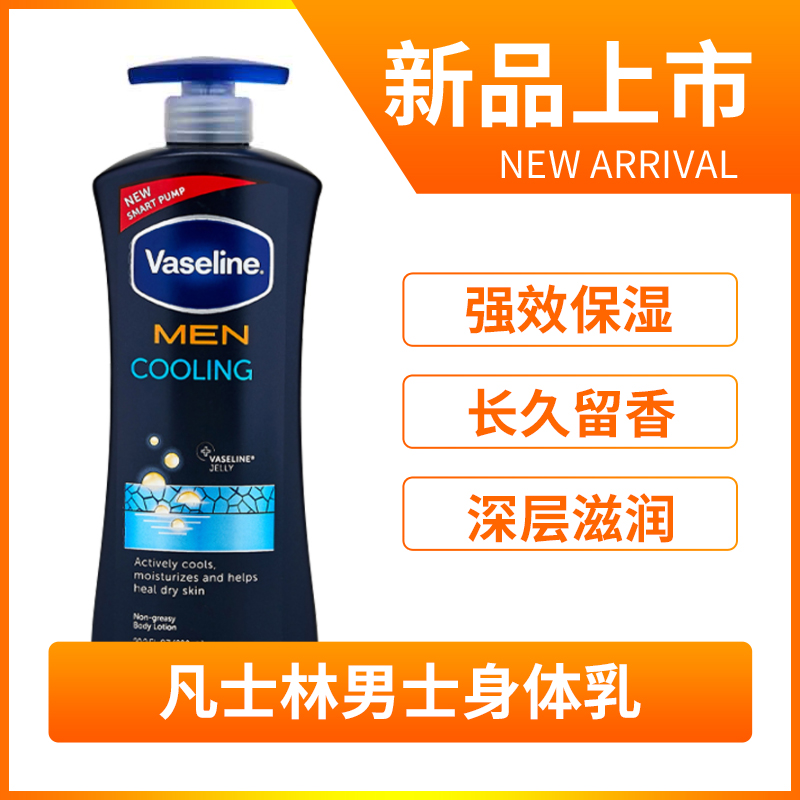 新品上市
NEW ARRIVAL
NEW
SMART PUMP
Vaseline®
MEN
COOLING
VASELINE®
JELLY
Actively cools,
moisturizes and helps
heal dry skin
Non-greasy
Body Lotion
强效保湿
长久留香
深层滋润
凡士林男士身体乳